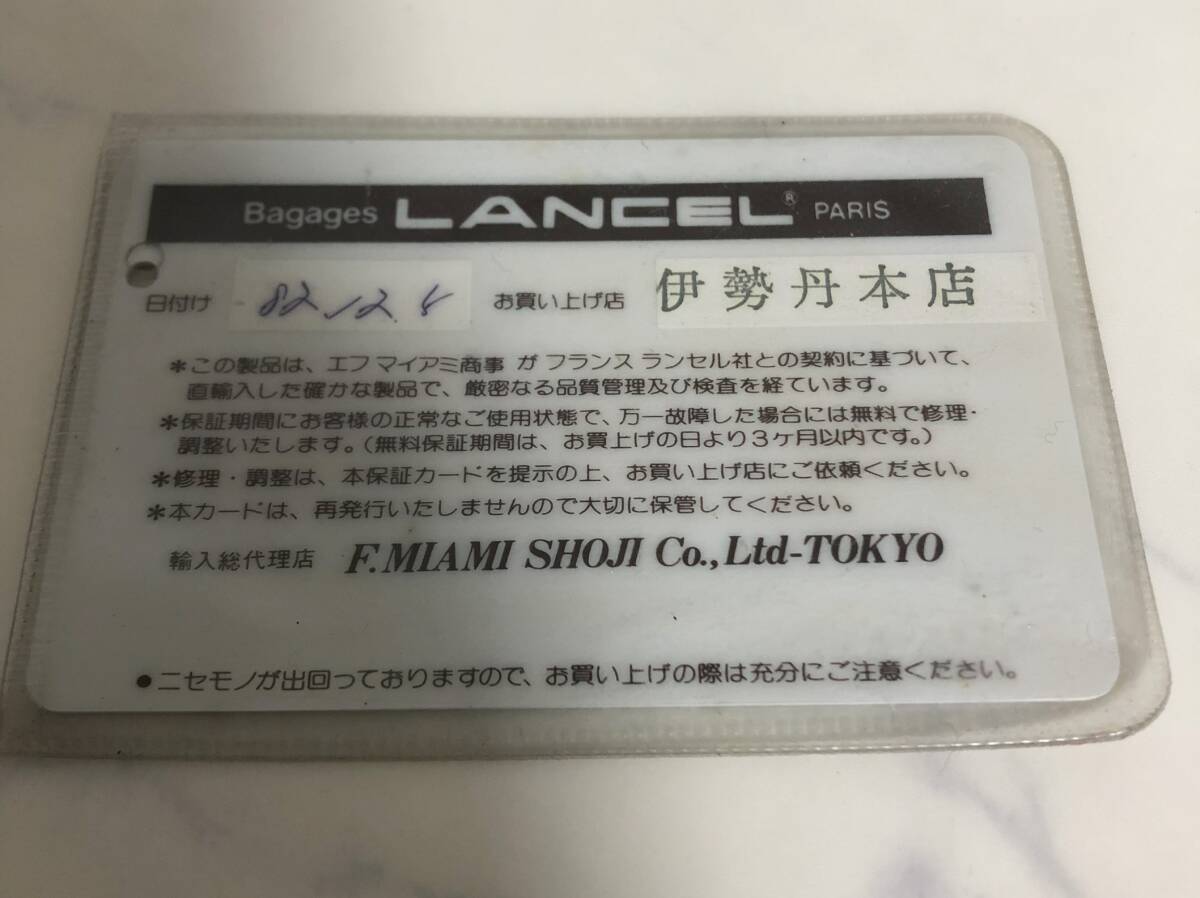 Bagages LANCEL® PARIS
日付け 82.12. お買い上げ店 伊勢丹本店
*この製品は、エフ マイアミ商事 が フランス ランセル社との契約に基づいて、
直輸入した確かな製品で、厳密なる品質管理及び検査を経ています。
*保証期間にお客様の正常なご使用状態で、万一故障した場合には無料で修理・
調整いたします。(無料保証期間は、お買上げの日より3ヶ月以内です。)
*修理・調整は、本保証カードを提示の上、お買い上げ店にご依頼ください。
*本カードは、再発行いたしませんので大切に保管してください。
輸入総代理店 F.MIAMI SHOJI Co.,Ltd-TOKYO
●ニセモノが出回っておりますので、お買い上げの際は充分にご注意ください。